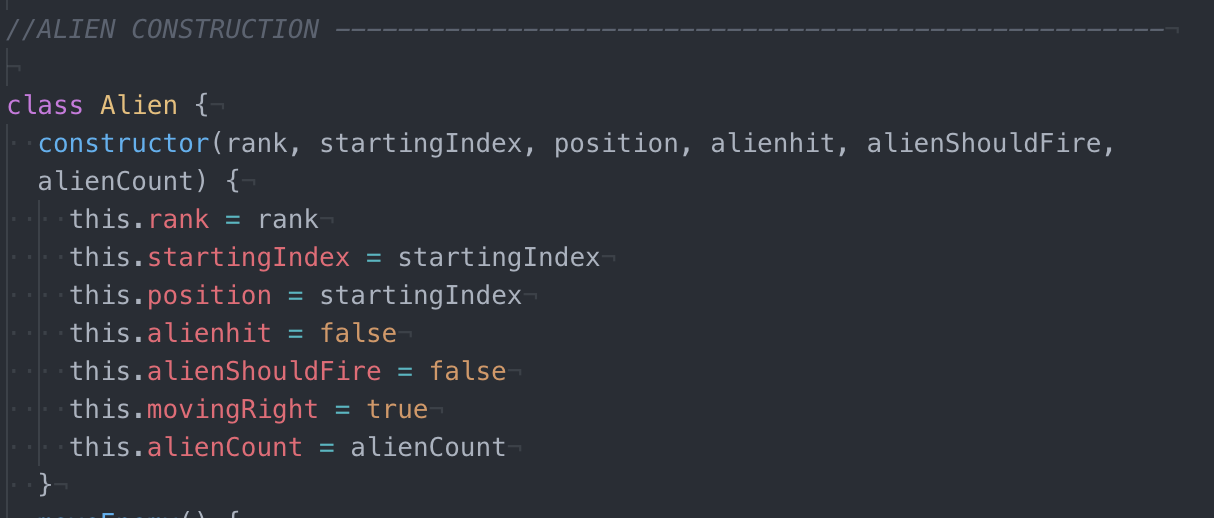 //ALIEN CONSTRUCTION -----------------------------------------------------
class Alien {
constructor(rank, startingIndex, position, alienhit, alienShouldFire,
alienCount) {
this.rank = rank
this.startingIndex = startingIndex
this.position = startingIndex
this.alienhit = false
this.alienShouldFire = false
this.movingRight = true
this.alienCount = alienCount
}